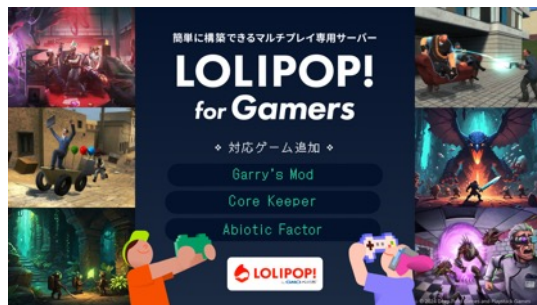 簡単に構築できるマルチプレイ専用サーバー
LOLIPOP!
for Gamers
対応ゲーム追加
Garry's Mod
Core Keeper
Abiotic Factor
LOLIPOP!